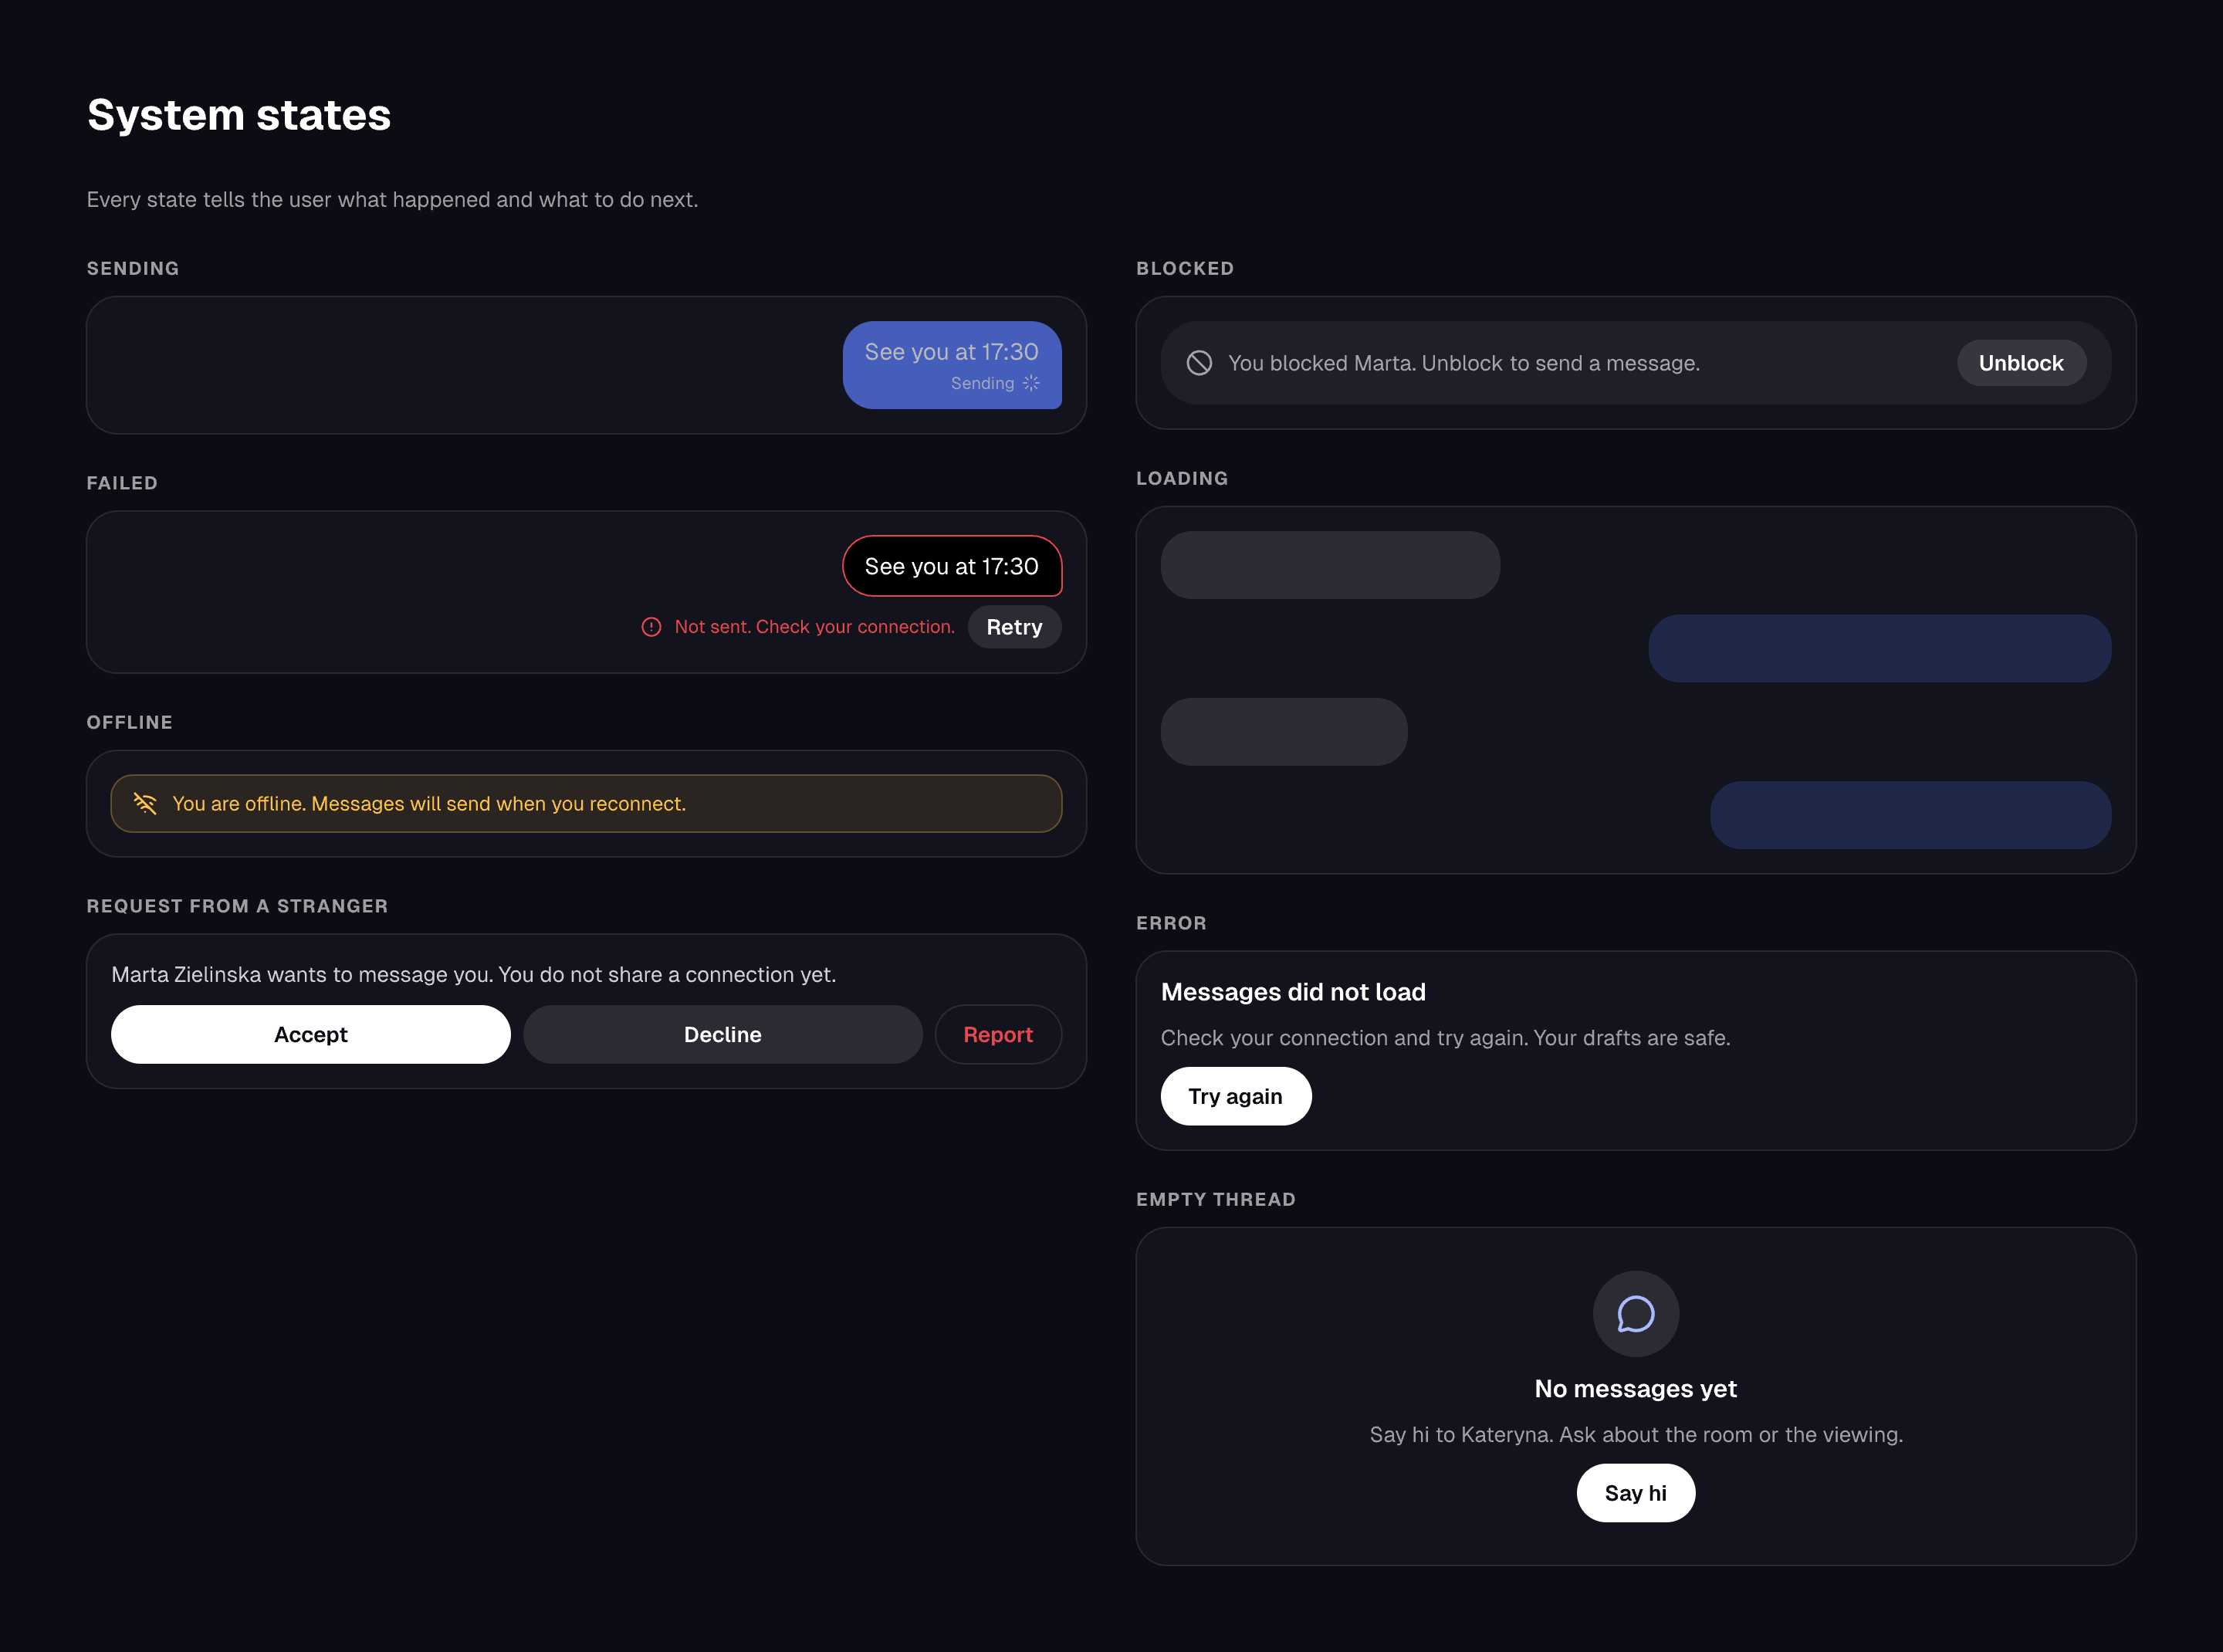 System states
Every state tells the user what happened and what to do next.
SENDING
See you at 17:30
Sending
FAILED
See you at 17:30
Not sent. Check your connection.
Retry
OFFLINE
You are offline. Messages will send when you reconnect.
REQUEST FROM A STRANGER
Marta Zielinska wants to message you. You do not share a connection yet.
Accept
Decline
Report
BLOCKED
You blocked Marta. Unblock to send a message.
Unblock
LOADING
ERROR
Messages did not load
Check your connection and try again. Your drafts are safe.
Try again
EMPTY THREAD
No messages yet
Say hi to Kateryna. Ask about the room or the viewing.
Say hi